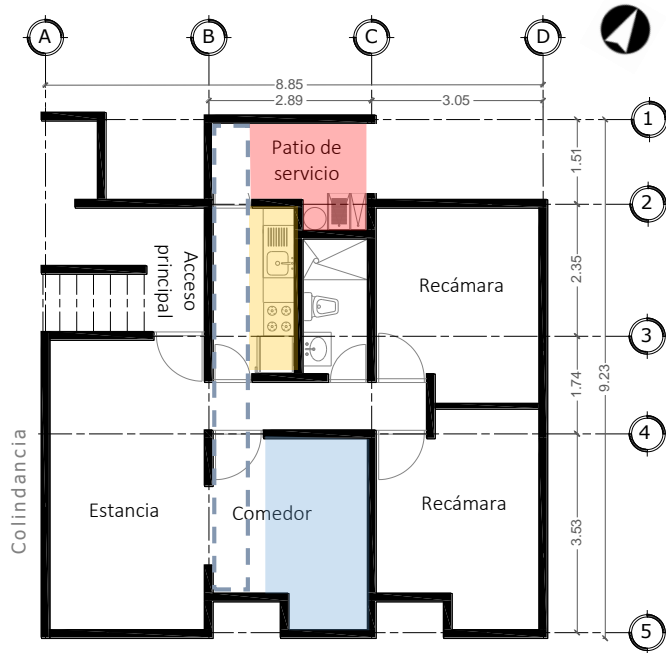 A
B
C
D
8.85
2.89
3.05
1
Patio de
servicio
1.51
2
Acceso
principal
Recámara
2.35
3
1.74
9.23
4
Colindancia
Estancia
Comedor
Recámara
3.53
5